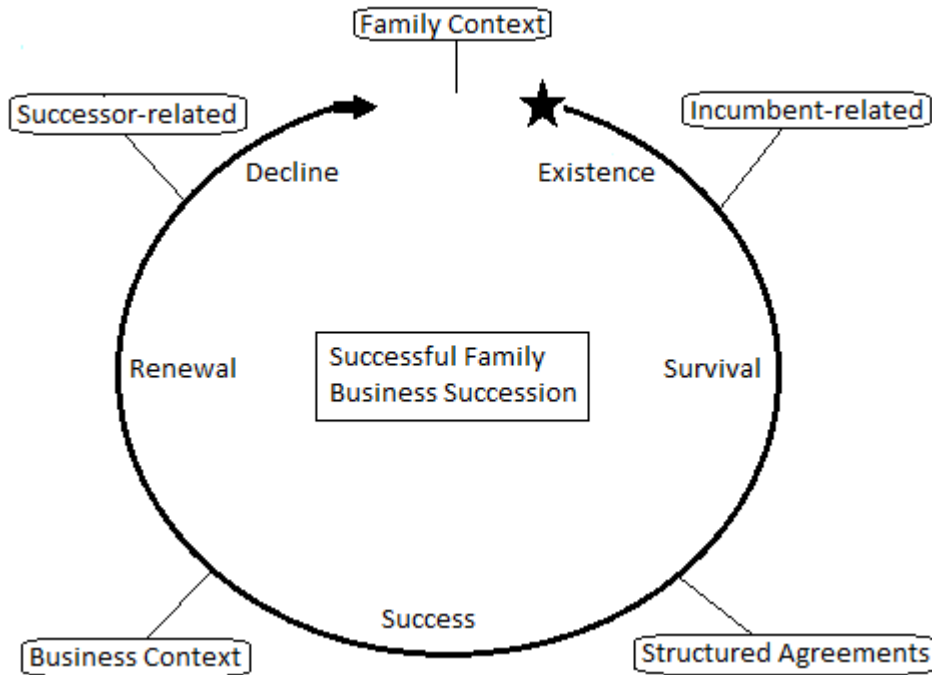 Family Context
Successor-related
Incumbent-related
Decline
Existence
Renewal
Successful Family
Business Succession
Survival
Success
Business Context
Structured Agreements